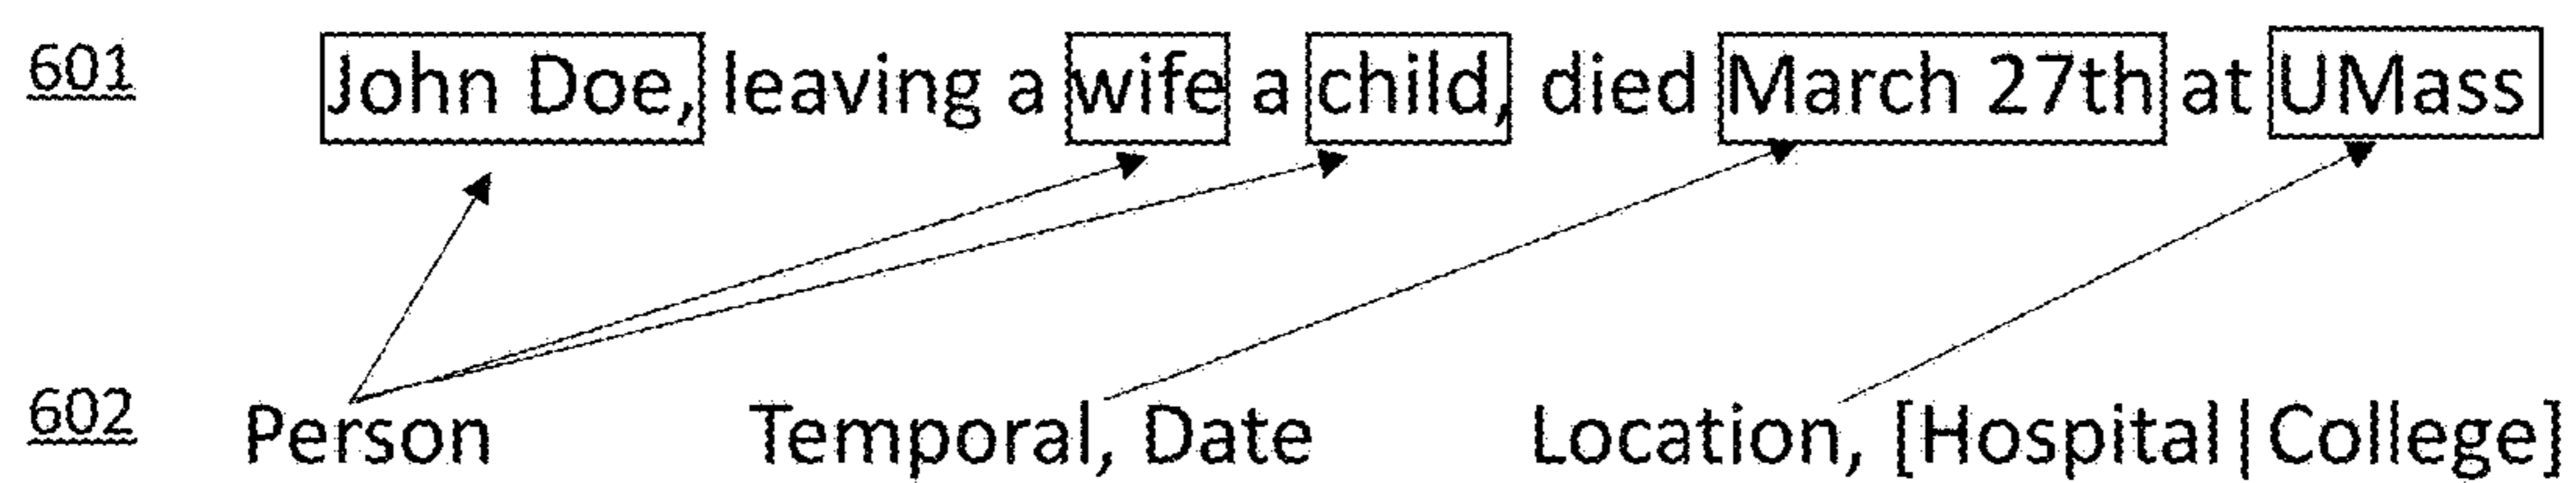 601 John Doe, leaving a wife a child, died March 27th at UMass
602 Person Temporal, Date Location, [Hospital|College]